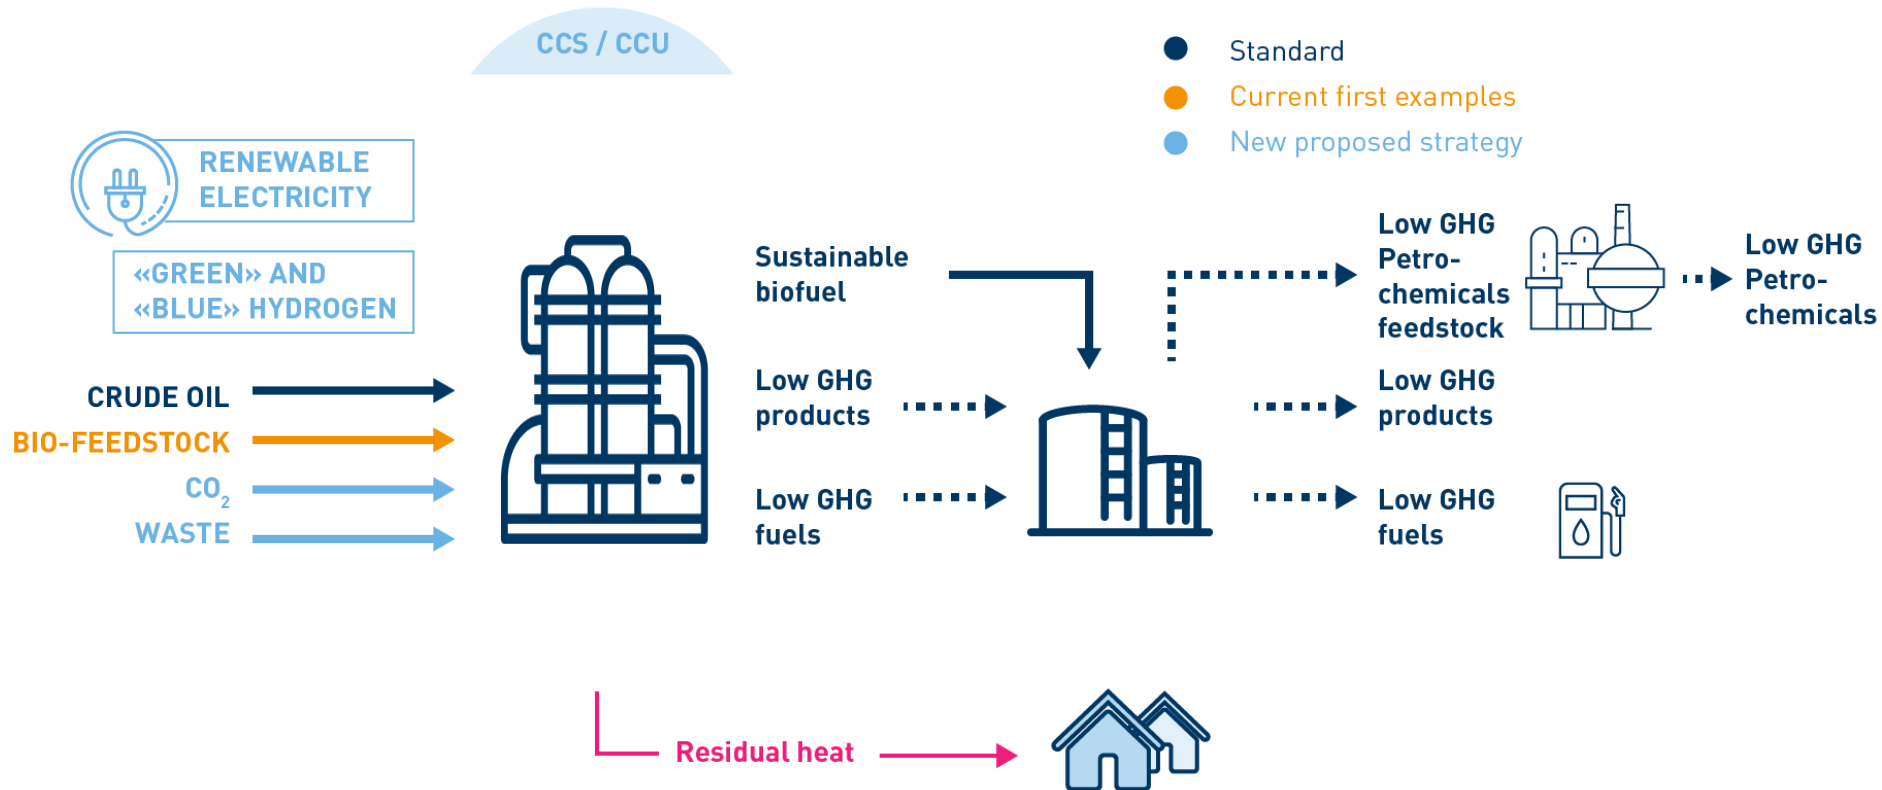 CCS / CCU
Standard
Current first examples
New proposed strategy
RENEWABLE
ELECTRICITY
«GREEN» AND
«BLUE» HYDROGEN
CRUDE OIL
BIO-FEEDSTOCK
CO₂
WASTE
Sustainable
biofuel
Low GHG
products
Low GHG
fuels
Low GHG
Petro-
chemicals
feedstock
Low GHG
products
Low GHG
fuels
Low GHG
Petro-
chemicals
Residual heat